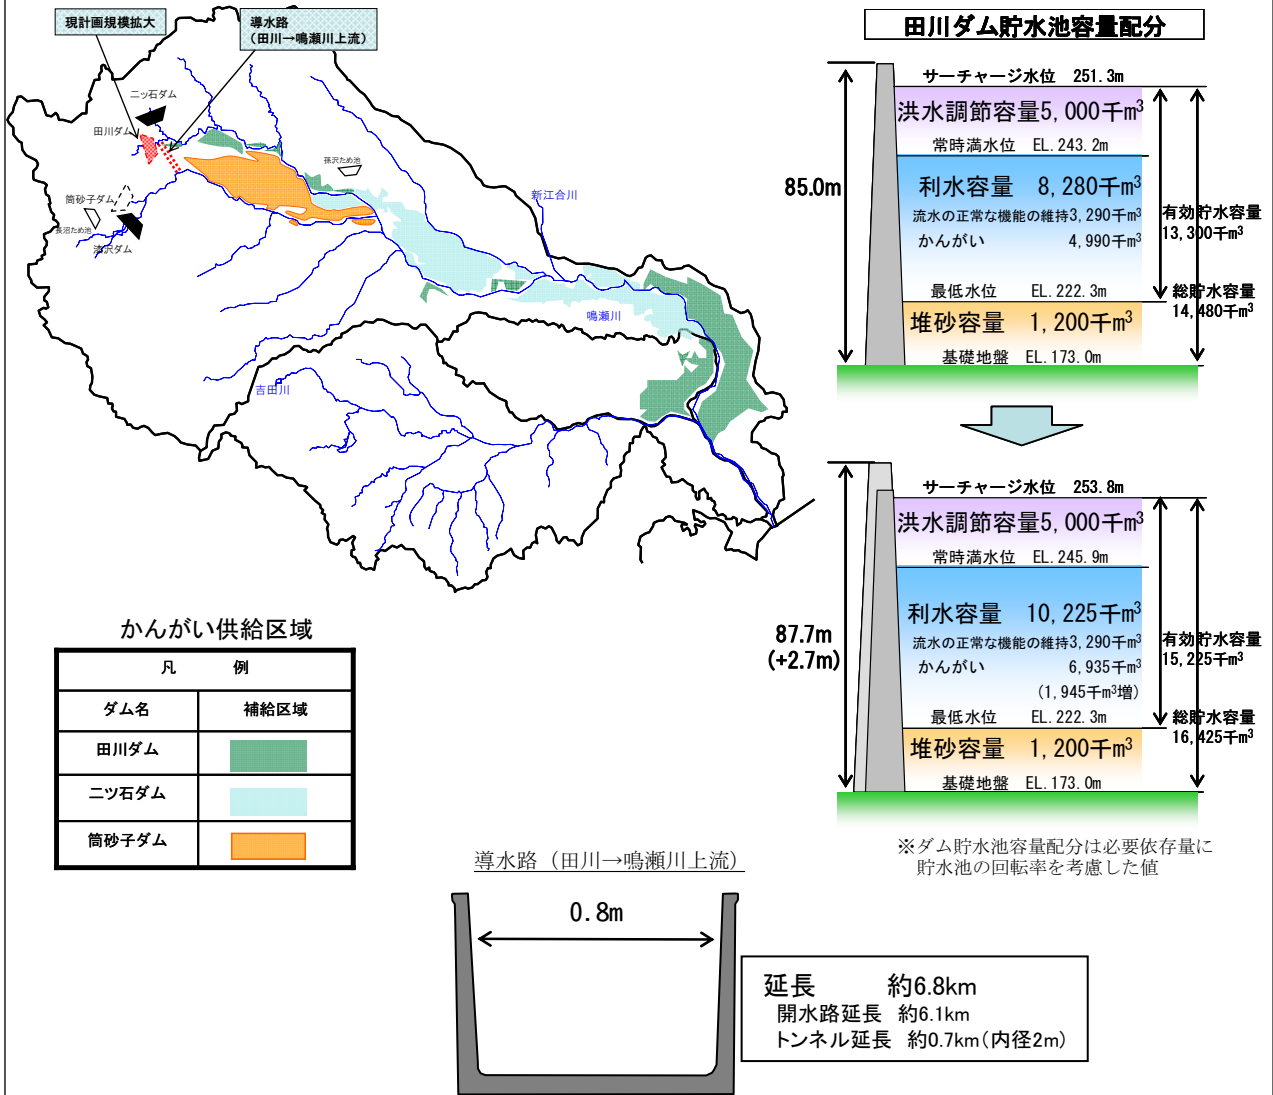 現計画規模拡大
導水路
（田川→鳴瀬川上流）
二ツ石ダム
田川ダム
孫沢ため池
筒砂子ダム
長沼ため池
漆沢ダム
新江合川
鳴瀬川
吉田川
田川ダム貯水池容量配分
サーチャージ水位 251.3m
洪水調節容量5,000千m³
常時満水位 EL.243.2m
85.0m
利水容量 8,280千m³
流水の正常な機能の維持3,290千m³
かんがい 4,990千m³
有効貯水容量
13,300千m³
最低水位 EL.222.3m
総貯水容量
14,480千m³
堆砂容量 1,200千m³
基礎地盤 EL.173.0m
サーチャージ水位 253.8m
洪水調節容量5,000千m³
常時満水位 EL.245.9m
87.7m
(+2.7m)
利水容量 10,225千m³
流水の正常な機能の維持3,290千m³
かんがい 6,935千m³
(1,945千m³増)
有効貯水容量
15,225千m³
最低水位 EL.222.3m
総貯水容量
16,425千m³
堆砂容量 1,200千m³
基礎地盤 EL.173.0m
※ダム貯水池容量配分は必要依存量に
貯水池の回転率を考慮した値
かんがい供給区域
凡 例
ダム名 補給区域
田川ダム
二ツ石ダム
筒砂子ダム
導水路（田川→鳴瀬川上流）
0.8m
延長 約6.8km
開水路延長 約6.1km
トンネル延長 約0.7km(内径2m)